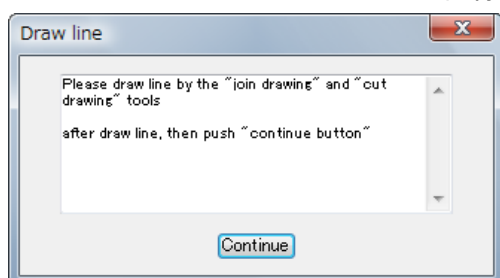 Draw line
Please draw line by the ″join drawing″ and ″cut
drawing″ tools
after draw line, then push ″continue button″
Continue